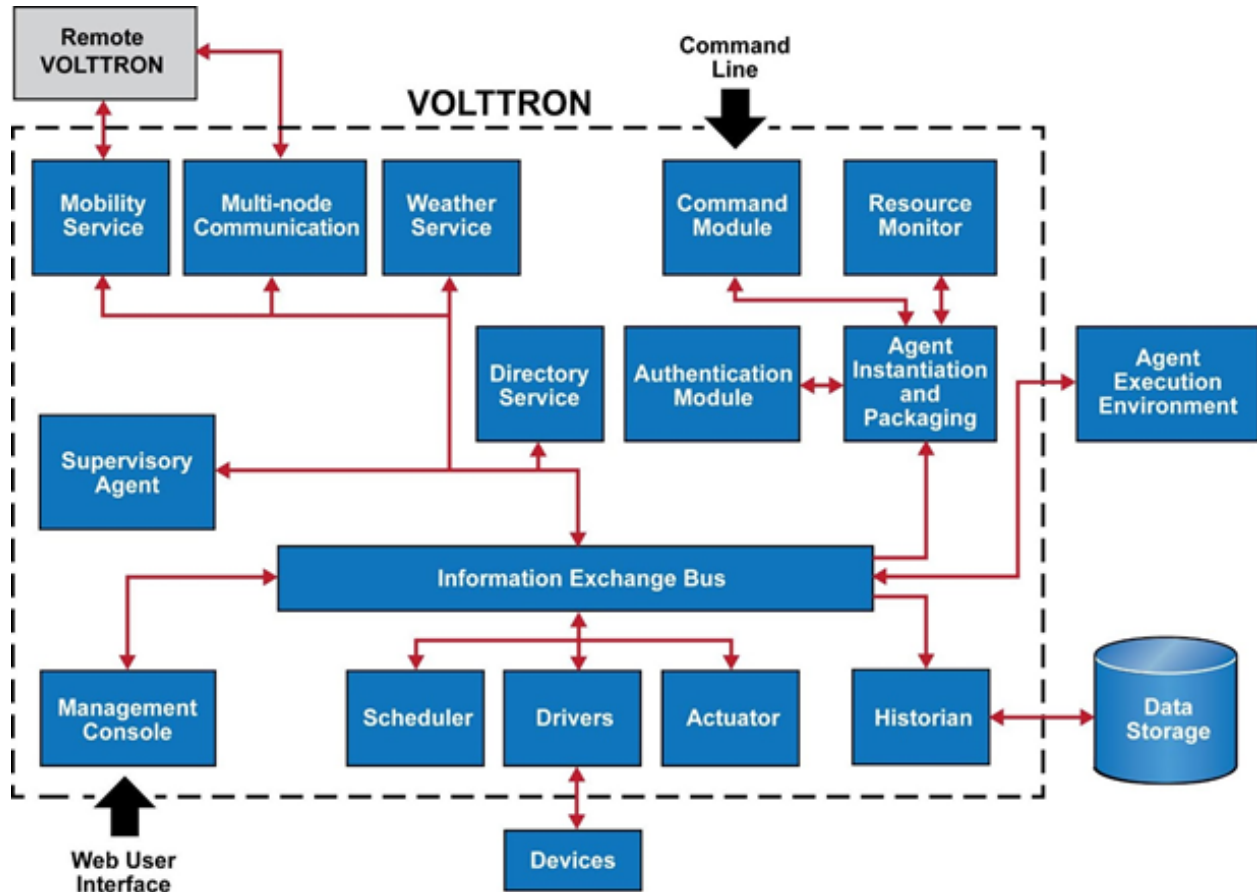 Remote
VOLTTRON
Command
Line
VOLTTRON
Mobility
Service
Multi-node
Communication
Weather
Service
Command
Module
Resource
Monitor
Directory
Service
Authentication
Module
Agent
Instantiation
and
Packaging
Agent
Execution
Environment
Supervisory
Agent
Information Exchange Bus
Management
Console
Scheduler
Drivers
Actuator
Historian
Data
Storage
Web User
Interface
Devices